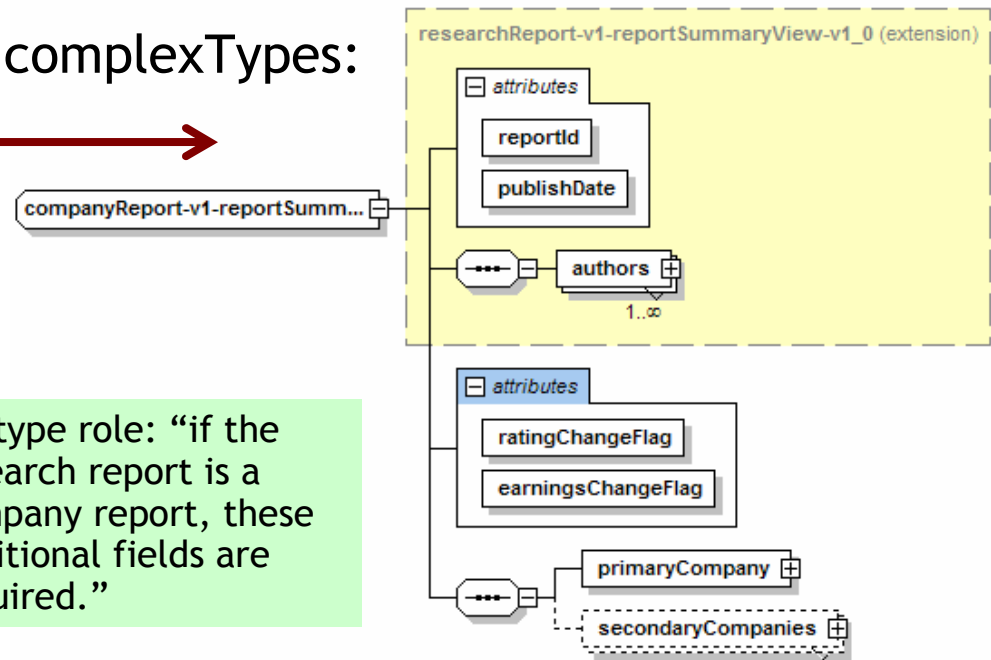 complexTypes:
researchReport-v1-reportSummaryView-v1_0 (extension)
attributes
reportId
publishDate
companyReport-v1-reportSumm...
authors
1..∞
attributes
ratingChangeFlag
earningsChangeFlag
type role: “if the
earch report is a
pany report, these
itional fields are
uired.”
primaryCompany
secondaryCompanies